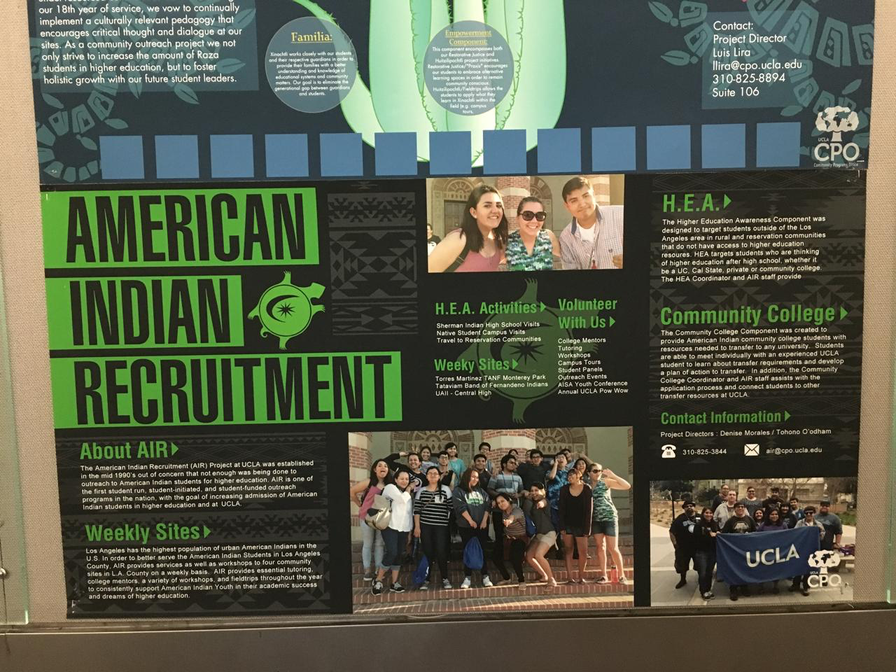 our 18th year of service, we vow to continually
implement a culturally relevant pedagogy that
encourages critical thought and dialogue at our
sites. As a community outreach project we not
only strive to increase the amount of Raza
students in higher education, but to foster
holistic growth with our future student leaders.
Familia:
Xinachtli works closely with our students
and their respective guardians in order to
provide their families with a better
understanding and knowledge of
educational systems and community
matters. Our goal is to eliminate the
generational gap between guardians
and students.
Empowerment
Component:
This component encompasses both
our Restorative Justice and
Huitzilopochtli project initiatives.
Restorative Justice/"Praxis" encourages
our students to embrace alternative
learning spaces in order to remain
community conscious.
Huitzilopochtli/Fieldtrips allows the
students to apply what they
learn in Xinachtli within the
field (e.g. campus
tours,
Contact:
Project Director
Luis Lira
llira@cpo.ucla.edu
310-825-8894
Suite 106
UCLA
CPO
Community Programs Office
AMERICAN
INDIAN
RECRUITMENT
About AIR
The American Indian Recruitment (AIR) Project at UCLA was established
in the mid 1990's out of concern that not enough was being done to
outreach to American Indian students for higher education. AIR is one of
the first student run, student-initiated, and student-funded outreach
programs in the nation, with the goal of increasing admission of American
Indian students in higher education and at UCLA.
Weekly Sites
Los Angeles has the highest population of urban American Indians in the
U.S. In order to better serve the American Indian Students in Los Angeles
County, AIR provides services as well as workshops to four community
sites in L.A. County on a weekly basis. AIR provides essential tutoring,
college mentors, a variety of workshops, and fieldtrips throughout the year
to consistently support American Indian Youth in their academic success
and dreams of higher education.
H.E.A. Activities
Sherman Indian High School Visits
Native Student Campus Visits
Travel to Reservation Communities
Weeky Sites
Torres Martinez TANF Monterey Park
Tataviam Band of Fernandeno Indians
UAII - Central High
Volunteer
With Us
College Mentors
Tutoring
Workshops
Campus Tours
Student Panels
Outreach Events
AISA Youth Conference
Annual UCLA Pow Wow
H.E.A.
The Higher Education Awareness Component was
designed to target students outside of the Los
Angeles area in rural and reservation communities
that do not have access to higher education
resoures. HEA targets students who are thinking
of higher education after high school, whether it
be a UC, Cal State, private or community college.
The HEA Coordinator and AIR staff provide
Community College
The Community College Component was created to
provide American Indian community college students with
resources needed to transfer to any university. Students
are able to meet individually with an experienced UCLA
student to learn about transfer requirements and develop
a plan of action to transfer. In addition, the Community
College Coordinator and AIR staff assists with the
application process and connect students to other
transfer resources at UCLA.
Contact Information
Project Directors : Denise Morales / Tohono O'odham
310-825-3844
air@cpo.ucla.edu
UCLA
CPO